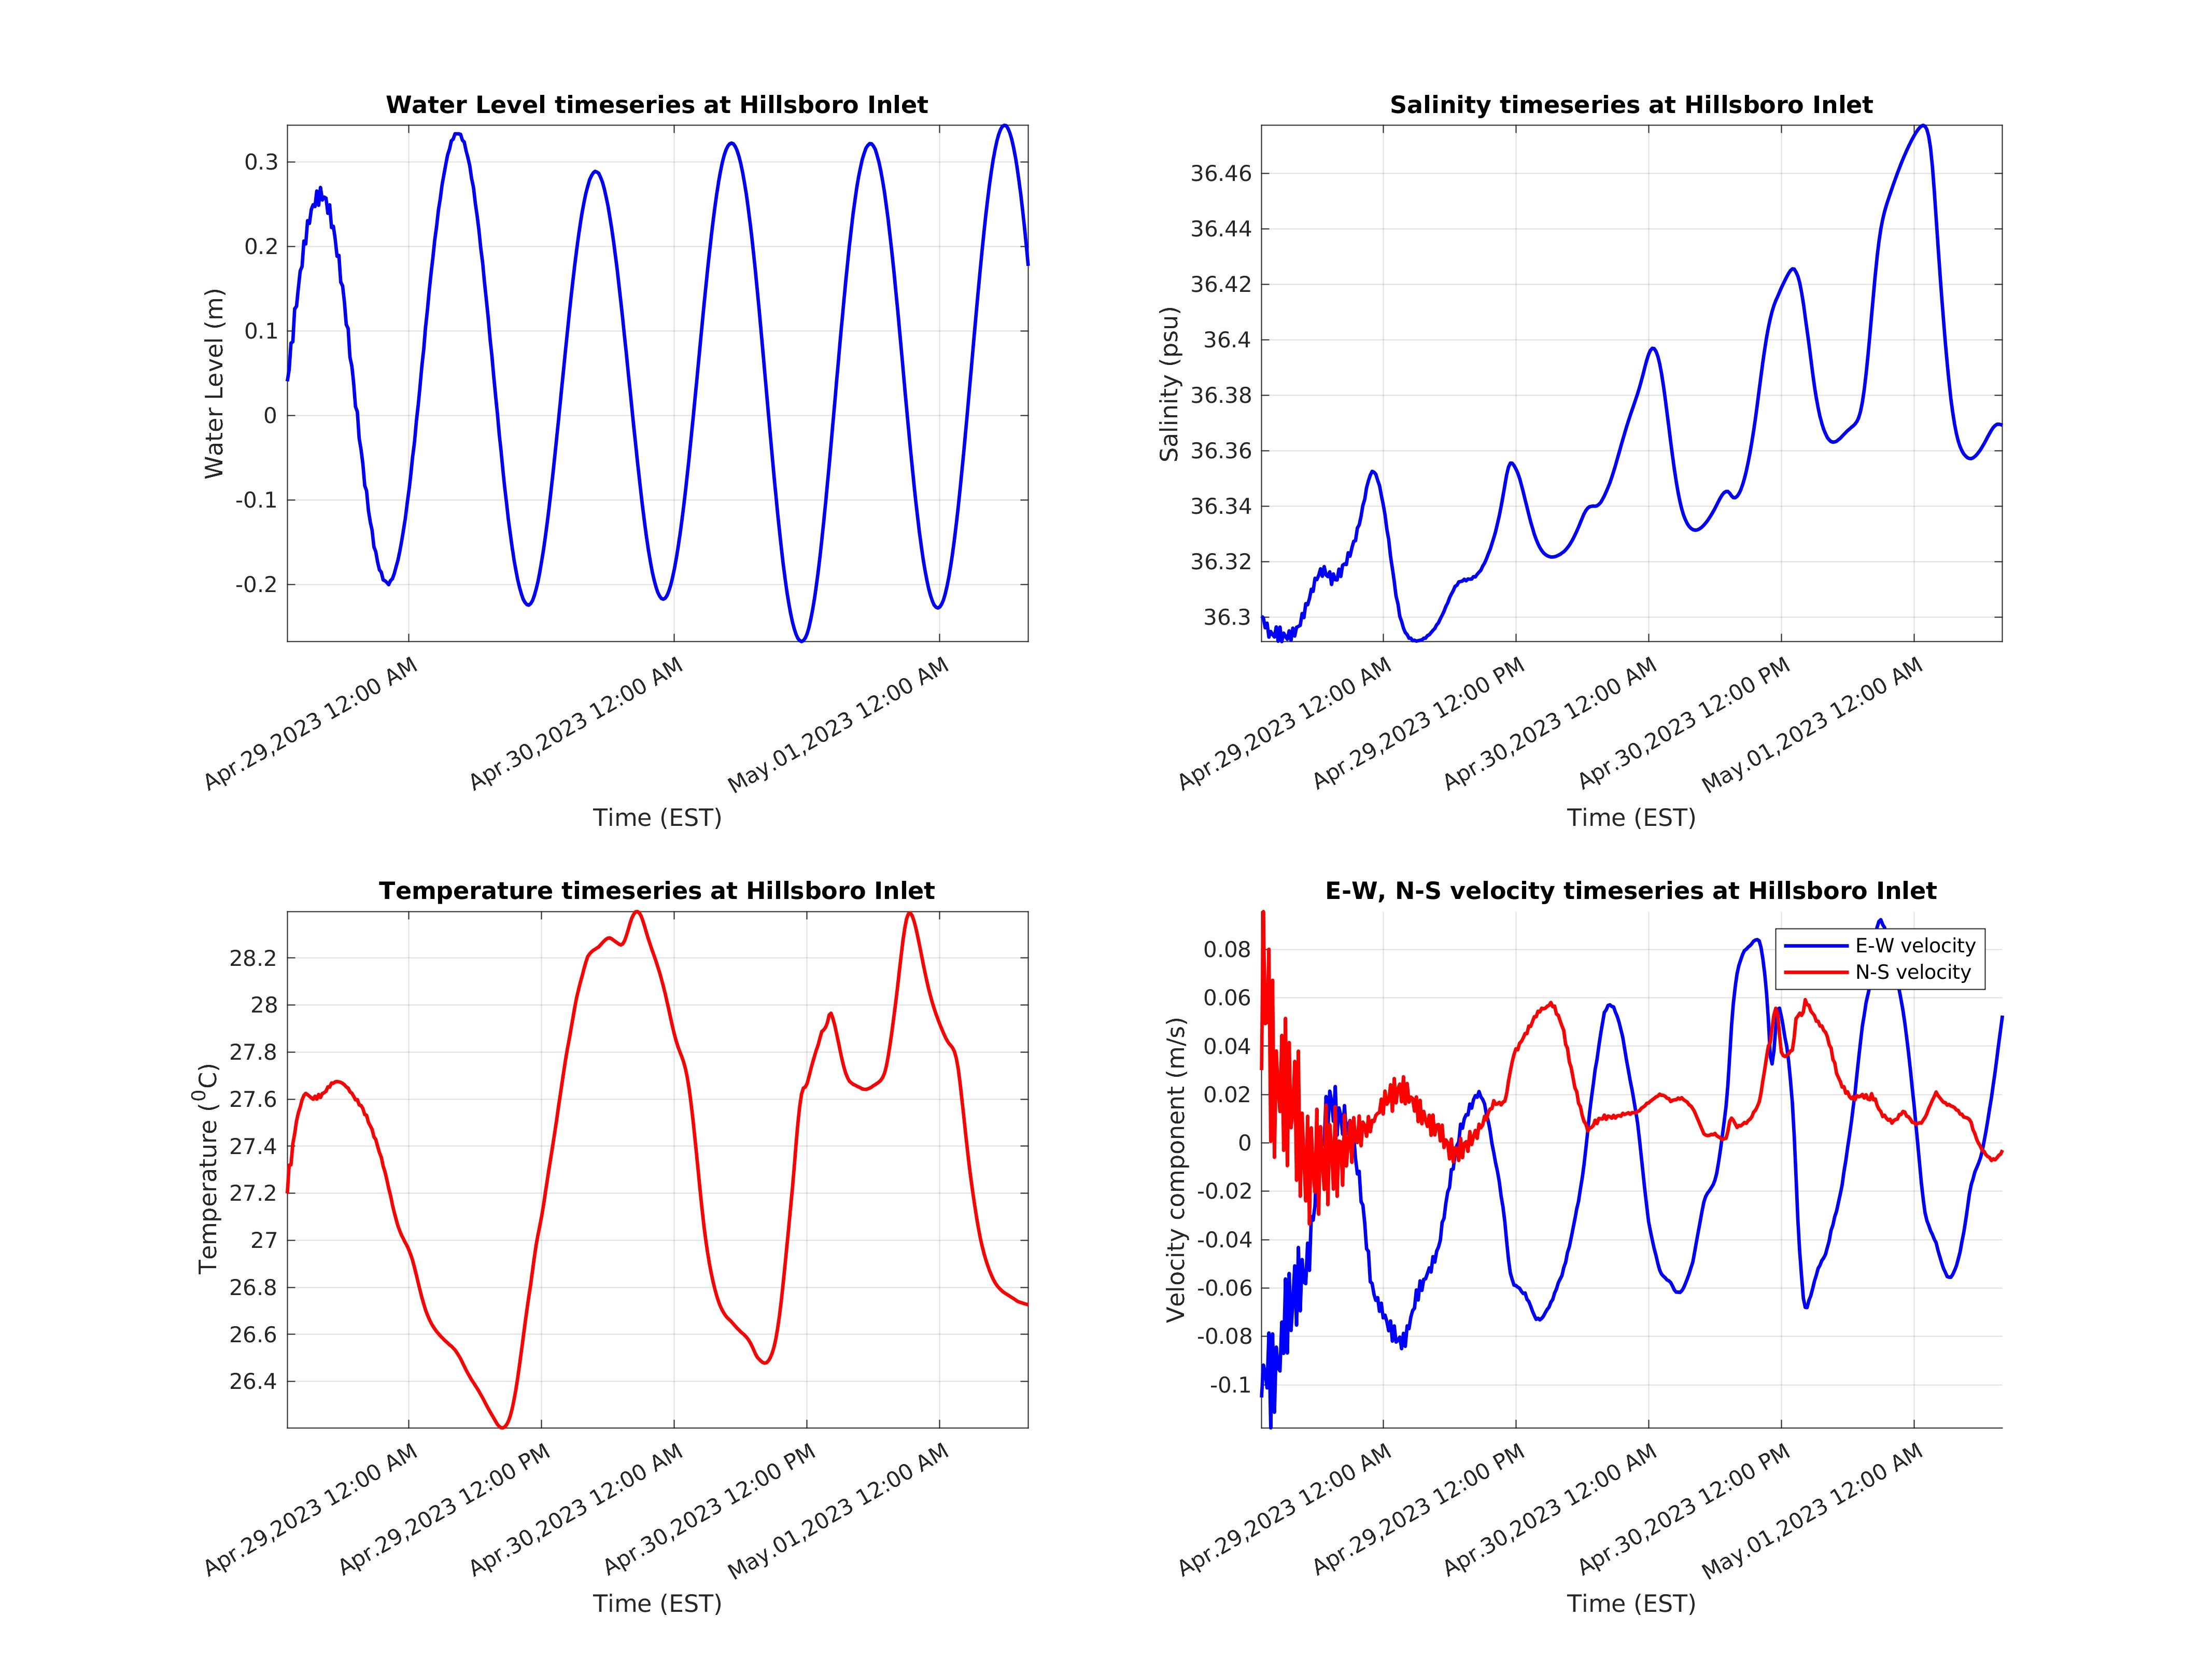 Water Level timeseries at Hillsboro Inlet
Water Level (m)
0.3
0.2
0.1
0
-0.1
-0.2
Apr.29,2023 12:00 AM
Apr.30,2023 12:00 AM
May.01,2023 12:00 AM
Time (EST)
Salinity timeseries at Hillsboro Inlet
Salinity (psu)
36.46
36.44
36.42
36.4
36.38
36.36
36.34
36.32
36.3
Apr.29,2023 12:00 AM
Apr.29,2023 12:00 PM
Apr.30,2023 12:00 AM
Apr.30,2023 12:00 PM
May.01,2023 12:00 AM
Time (EST)
Temperature timeseries at Hillsboro Inlet
Temperature (⁰C)
28.2
28
27.8
27.6
27.4
27.2
27
26.8
26.6
26.4
Apr.29,2023 12:00 AM
Apr.29,2023 12:00 PM
Apr.30,2023 12:00 AM
Apr.30,2023 12:00 PM
May.01,2023 12:00 AM
Time (EST)
E-W, N-S velocity timeseries at Hillsboro Inlet
Velocity component (m/s)
0.08
0.06
0.04
0.02
0
-0.02
-0.04
-0.06
-0.08
-0.1
E-W velocity
N-S velocity
Apr.29,2023 12:00 AM
Apr.29,2023 12:00 PM
Apr.30,2023 12:00 AM
Apr.30,2023 12:00 PM
May.01,2023 12:00 AM
Time (EST)